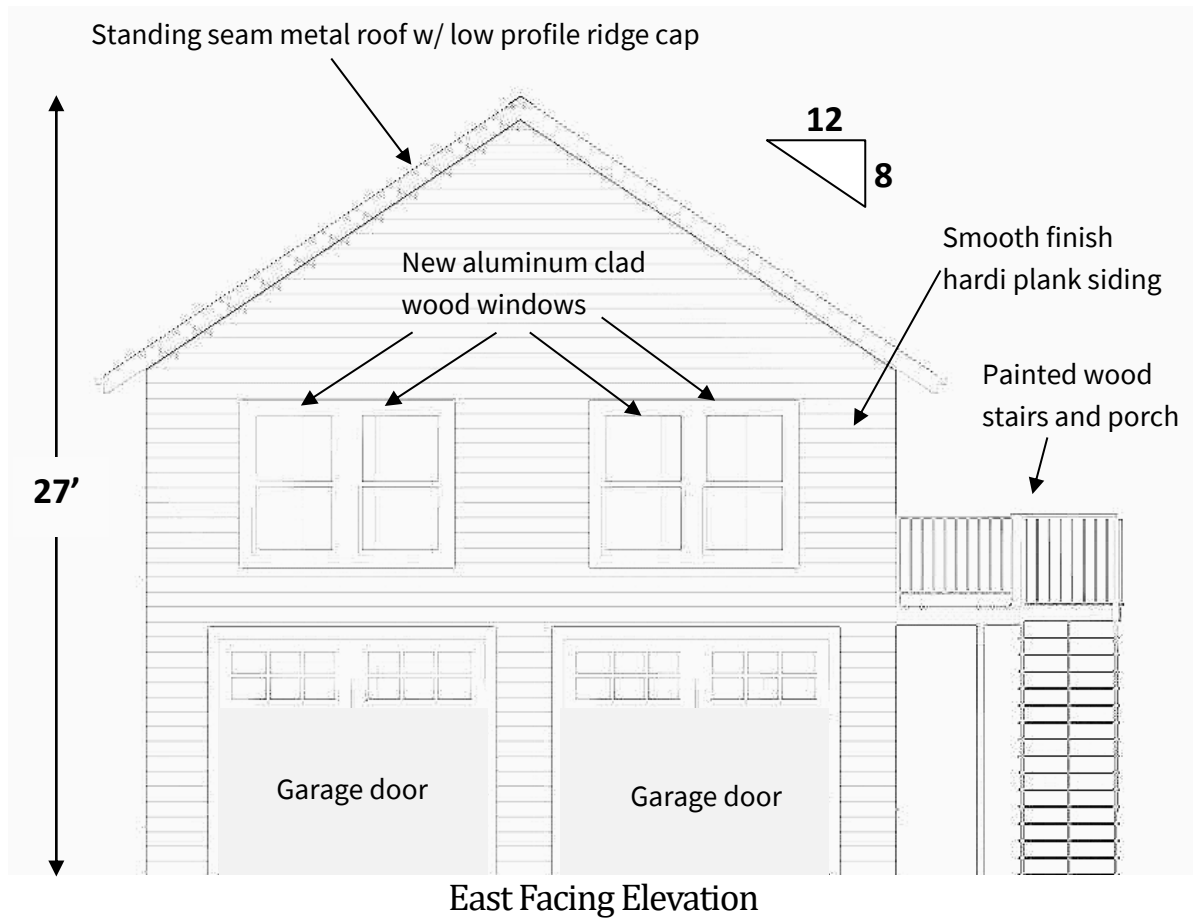 Standing seam metal roof w/ low profile ridge cap
12
8
Smooth finish
hardi plank siding
New aluminum clad
wood windows
Painted wood
stairs and porch
27’
Garage door
Garage door
East Facing Elevation